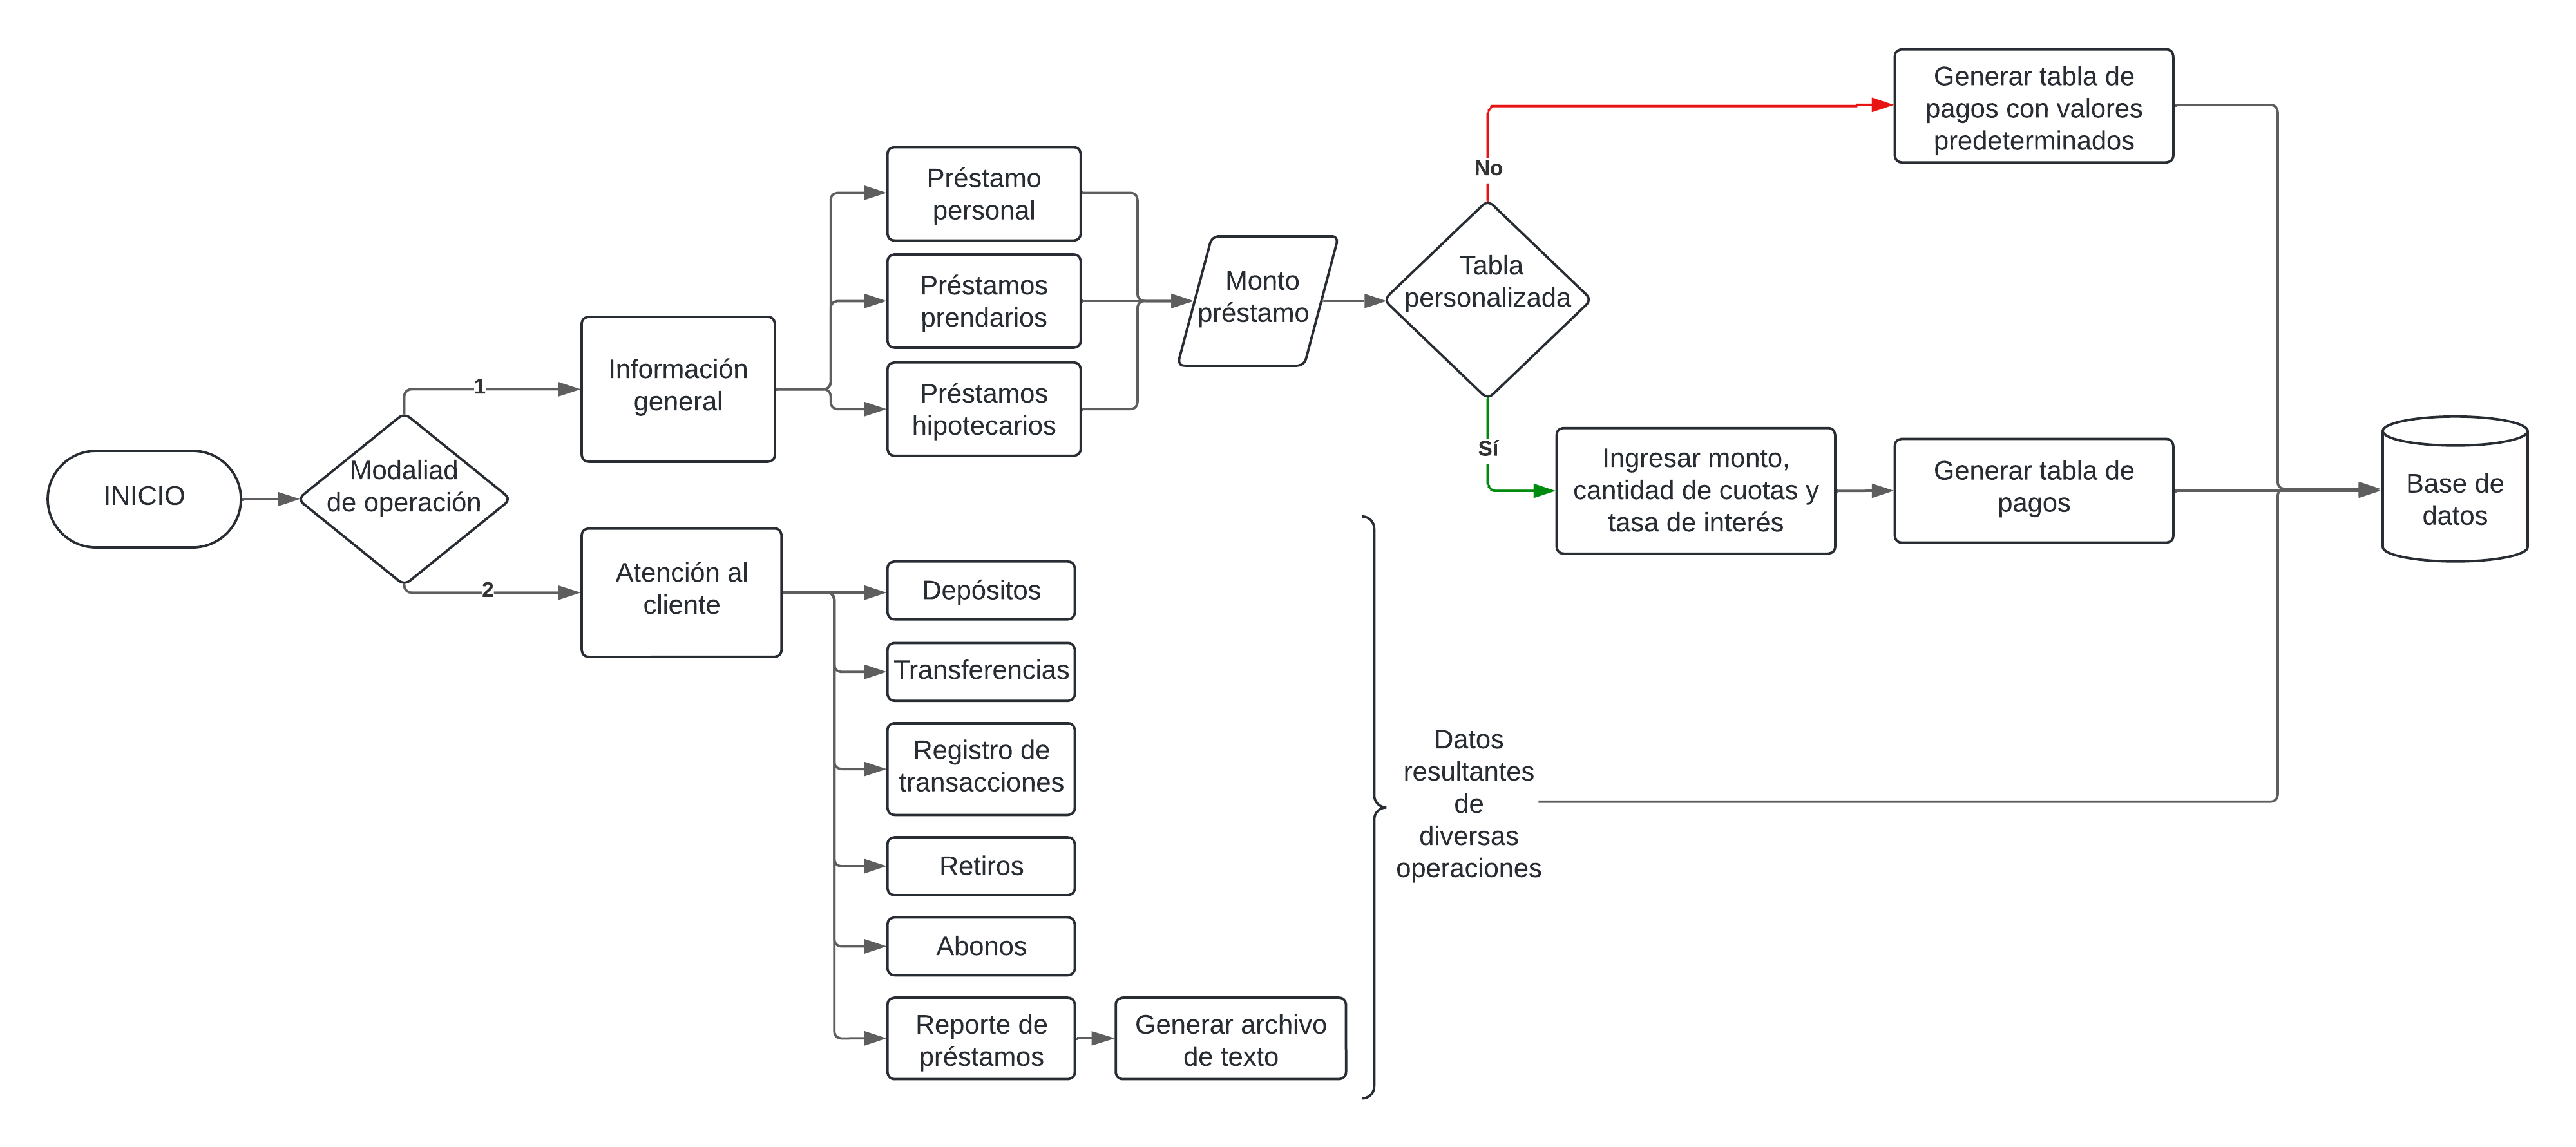 INICIO
Modaliad
de operación
1
2
Información
general
Atención al
cliente
Préstamo
personal
Préstamos
prendarios
Préstamos
hipotecarios
Monto
préstamo
Tabla
personalizada
No
Sí
Generar tabla de
pagos con valores
predeterminados
Ingresar monto,
cantidad de cuotas y
tasa de interés
Generar tabla de
pagos
Base de
datos
Depósitos
Transferencias
Registro de
transacciones
Retiros
Abonos
Reporte de
préstamos
Generar archivo
de texto
Datos
resultantes
de
diversas
operaciones